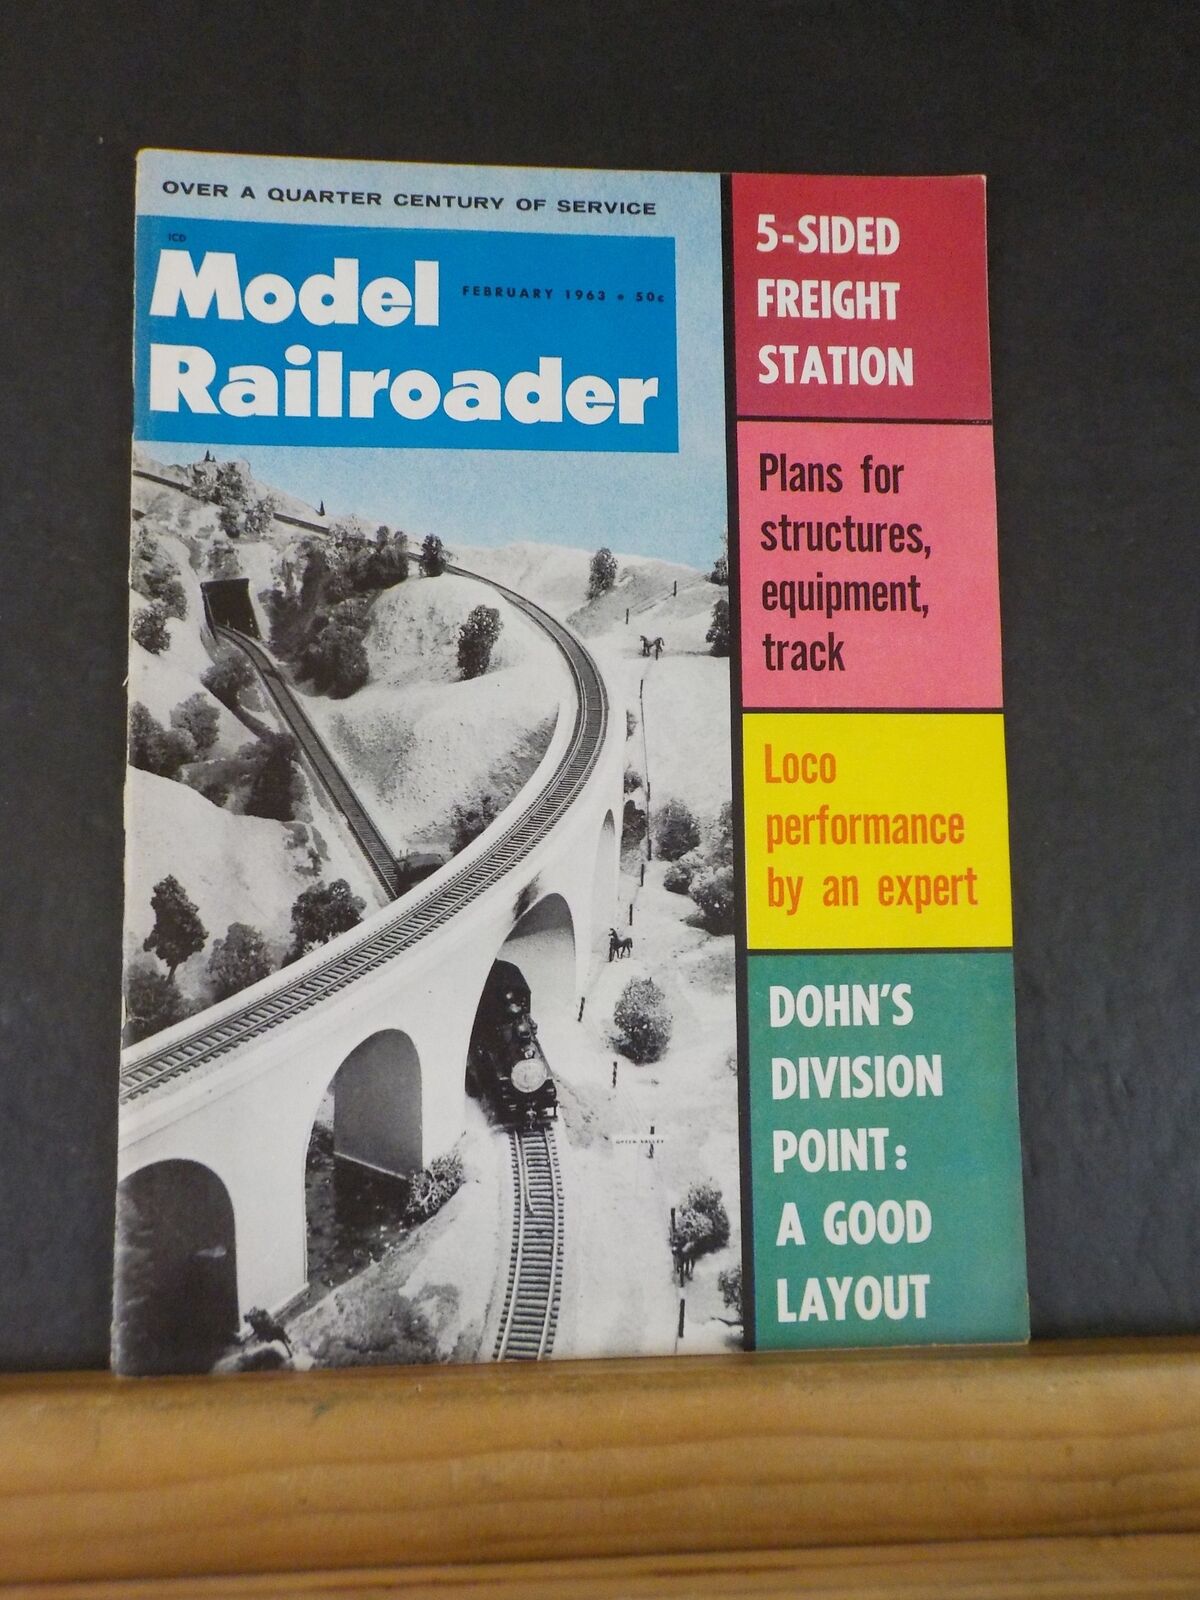 OVER A QUARTER CENTURY OF SERVICE
ICD
Model
FEBRUARY 1963 • 50c
Railroader
5-SIDED
FREIGHT
STATION
Plans for
structures,
equipment,
track
Loco
performance
by an expert
DOHN'S
DIVISION
POINT:
A GOOD
LAYOUT